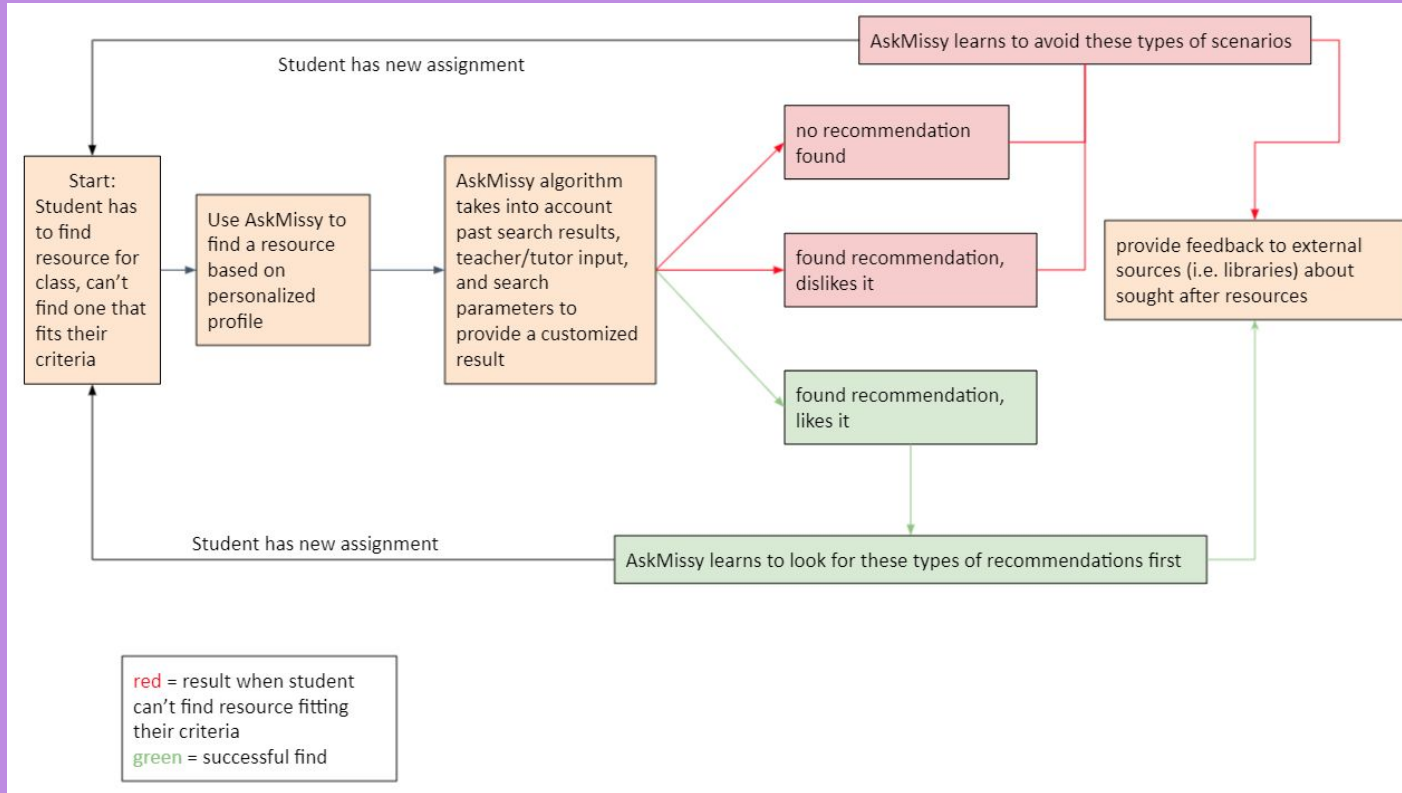 AskMissy learns to avoid these types of scenarios
Student has new assignment
Start:
Student has
to find
resource for
class, can't
find one that
fits their
criteria
Use AskMissy to
find a resource
based on
personalized
profile
AskMissy algorithm
takes into account
past search results,
teacher/tutor input,
and search
parameters to
provide a customized
result
no recommendation
found
found recommendation,
dislikes it
found recommendation,
likes it
provide feedback to external
sources (i.e. libraries) about
sought after resources
Student has new assignment
AskMissy learns to look for these types of recommendations first
red = result when student
can't find resource fitting
their criteria
green = successful find